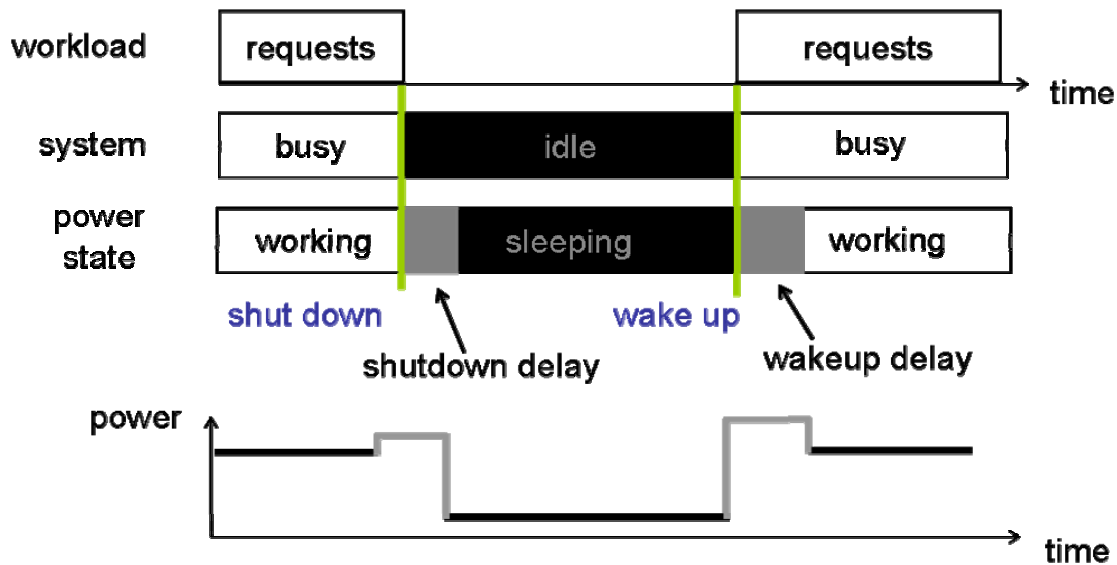 workload
requests
requests
time
system
busy
idle
busy
power
state
working
sleeping
working
shut down
wake up
shutdown delay
wakeup delay
power
time